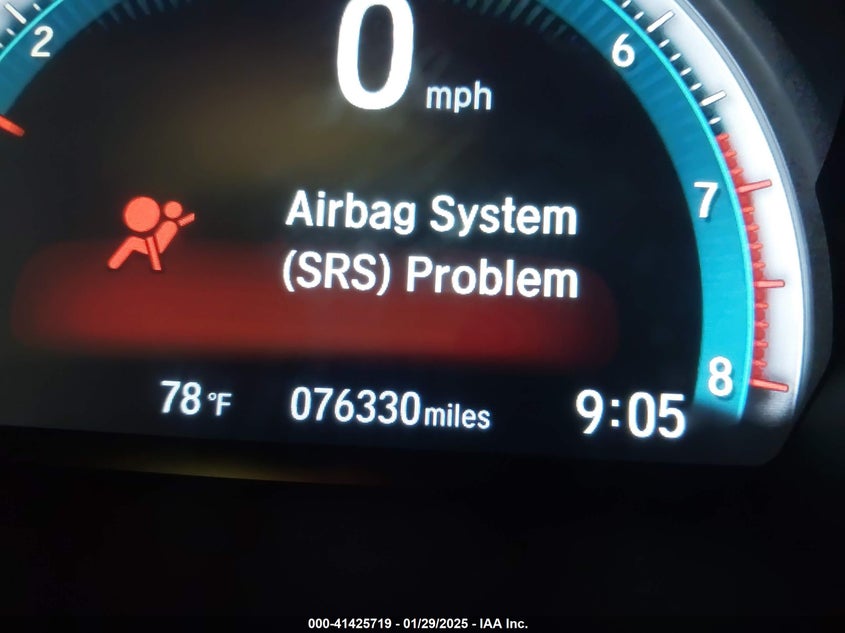 2
0 mph
6
7
Airbag System
(SRS) Problem
8
78 °F 076330 miles 9:05
000-41425719 - 01/29/2025 - IAA Inc.